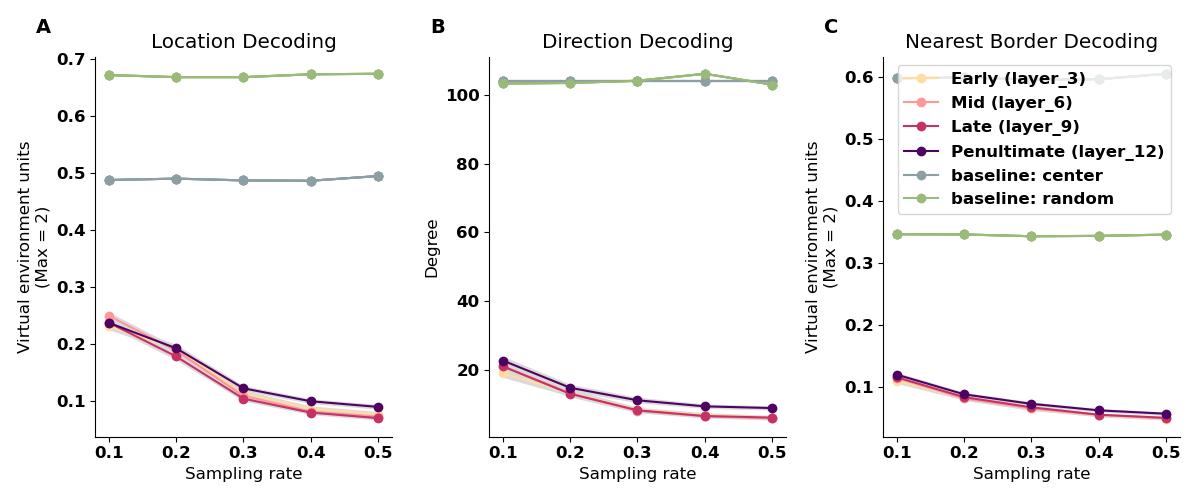 A
Location Decoding
Virtual environment units
(Max = 2)
0.7
0.6
0.5
0.4
0.3
0.2
0.1
0.1 0.2 0.3 0.4 0.5
Sampling rate
B
Direction Decoding
Degree
100
80
60
40
20
0.1 0.2 0.3 0.4 0.5
Sampling rate
C
Nearest Border Decoding
Virtual environment units
(Max = 2)
0.6
0.5
0.4
0.3
0.2
0.1
Early (layer_3)
Mid (layer_6)
Late (layer_9)
Penultimate (layer_12)
baseline: center
baseline: random
0.1 0.2 0.3 0.4 0.5
Sampling rate